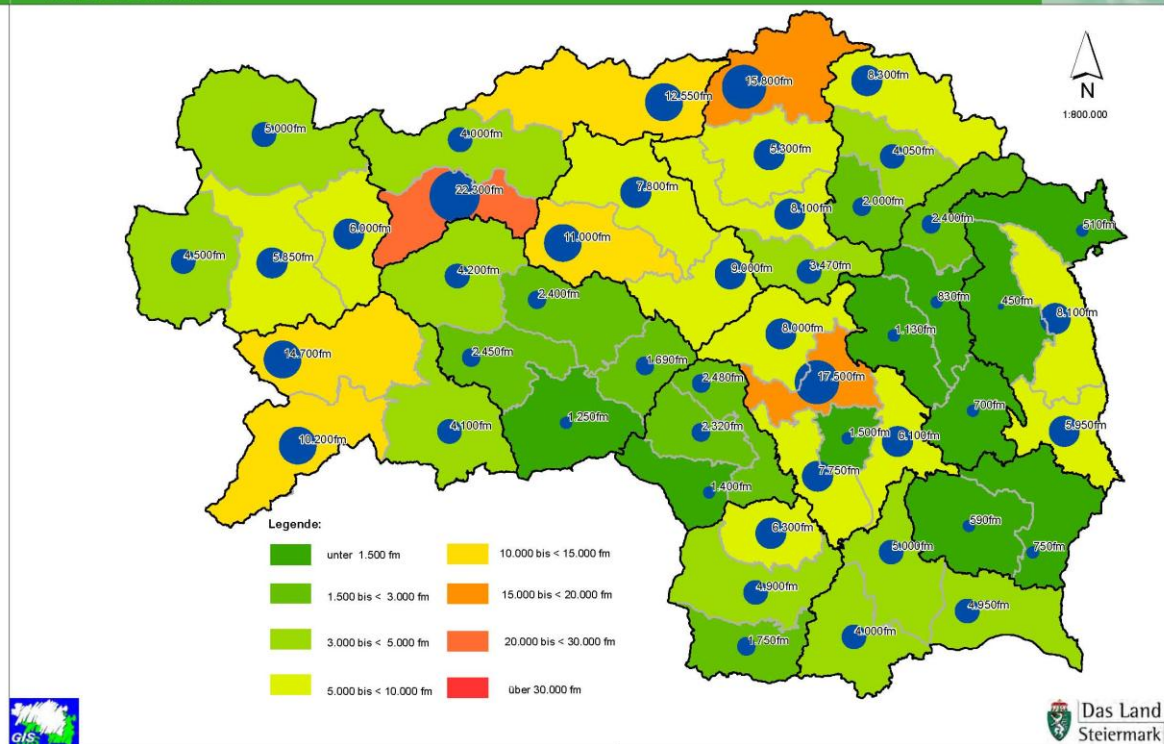 15.800fm
8.300fm
12.550fm
N
1:800.000
5.000fm
4.000fm
5.300fm
4.050fm
22.300fm
7.800fm
8.100fm
2.000fm
2.400fm
510fm
6.000fm
11.000fm
4.500fm
5.850fm
4.200fm
9.000fm
3.470fm
2.400fm
830fm
450fm
8.100fm
8.000fm
1.130fm
14.700fm
2.450fm
1.690fm
2.480fm
17.500fm
1.250fm
700fm
4.100fm
2.320fm
1.500fm
6.100fm
5.950fm
10.200fm
7.750fm
1.400fm
6.300fm
590fm
5.000fm
750fm
4.900fm
4.950fm
1.750fm
4.000fm
Legende:
unter 1.500 fm
1.500 bis < 3.000 fm
3.000 bis < 5.000 fm
5.000 bis < 10.000 fm
10.000 bis < 15.000 fm
15.000 bis < 20.000 fm
20.000 bis < 30.000 fm
über 30.000 fm
GIS
Das Land
Steiermark